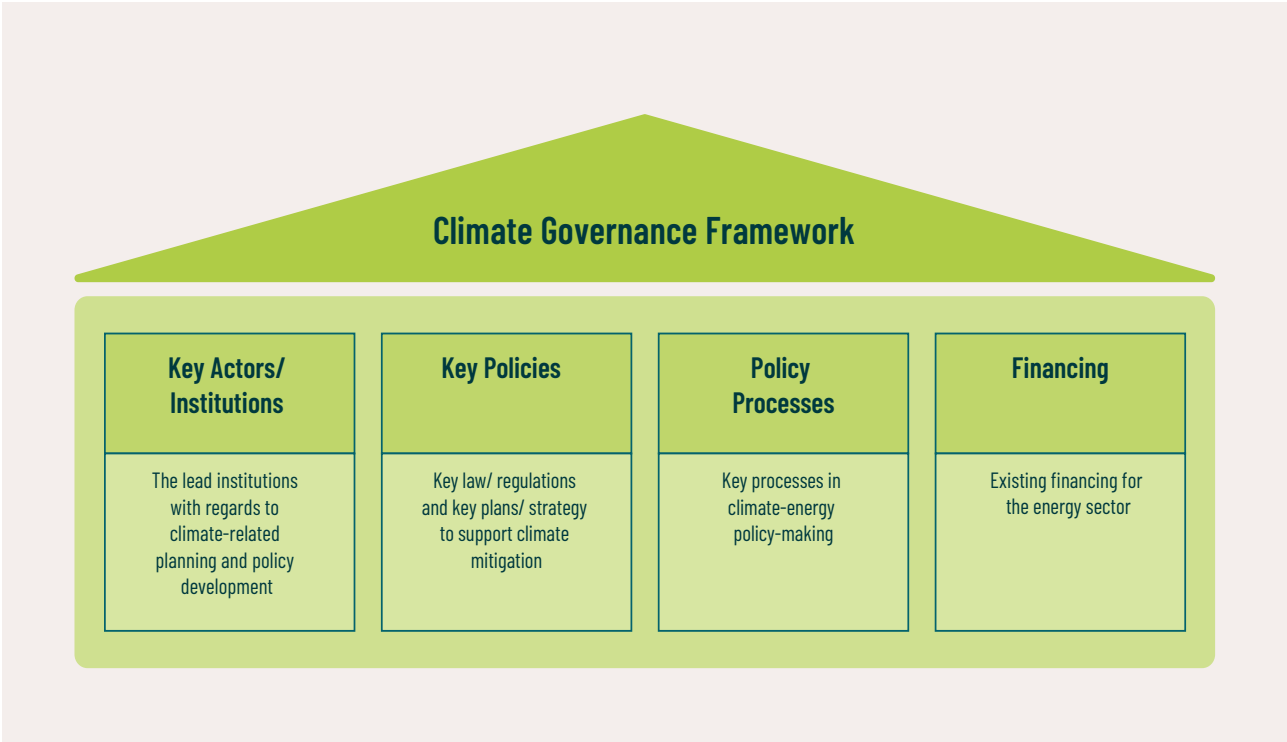 Climate Governance Framework
Key Actors/
Institutions
The lead institutions
with regards to
climate-related
planning and policy
development
Key Policies
Key law/ regulations
and key plans/ strategy
to support climate
mitigation
Policy
Processes
Key processes in
climate-energy
policy-making
Financing
Existing financing for
the energy sector